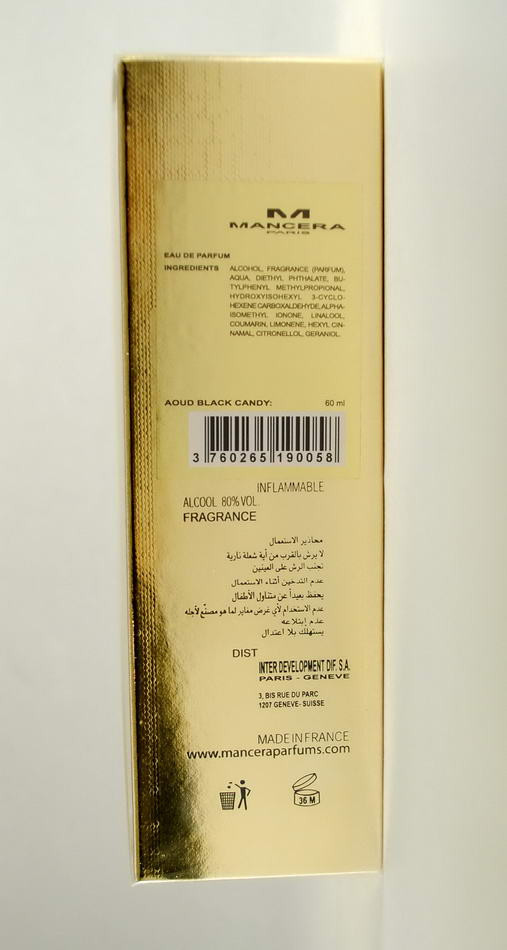 M
MANCERA
PARIS
EAU DE PARFUM
INGREDIENTS ALCOHOL, FRAGRANCE (PARFUM),
AQUA, DIETHYL PHTHALATE, BU-
TYLPHENYL METHYLPROPIONAL,
HYDROXYISOHEXYL 3-CYCLO-
HEXENE CARBOXALDEHYDE, ALPHA-
ISOMETHYL IONONE, LINALOOL,
COUMARIN, LIMONENE, HEXYL CIN-
NAMAL, CITRONELLOL, GERANIOL.
AOUD BLACK CANDY: 60 ml
3 760265 190058
INFLAMMABLE
ALCOOL 80% VOL.
FRAGRANCE
محاذير الاستعمال
لا يرش بالقرب من أية شعلة نارية
تجنب الرش على العينين
عدم التدخين أثناء الاستعمال
يحفظ بعيداً عن متناول الأطفال
عدم الاستخدام لأي غرض مغاير لما هو مصنّع لأجله
عدم إبتلاعه
يستهلك بلا اعتدال
DIST
INTER DEVELOPMENT DIF. S.A.
PARIS - GENEVE
3, BIS RUE DU PARC
1207 GENEVE- SUISSE
MADE IN FRANCE
www.manceraparfums.com
36 M